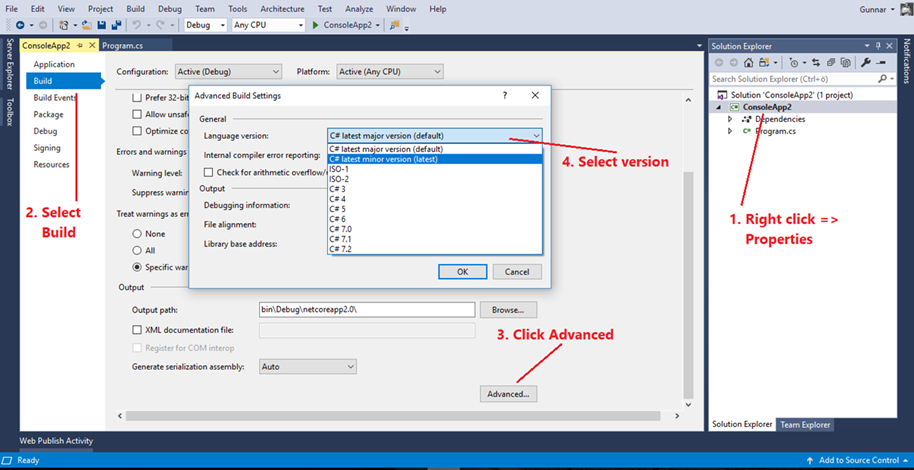 File Edit View Project Build Debug Team Tools Architecture Test Analyze Window Help
Gunnar
Debug Any CPU ConsoleApp2
Server Explorer
Toolbox
ConsoleApp2 Program.cs
Application
Build
Build Events
Package
Debug
Signing
Resources
2. Select
Build
Configuration: Active (Debug) Platform: Active (Any CPU)
Prefer 32-bit
Allow unsafe
Optimize co
Errors and warnings
Warning level:
Suppress warnin
Treat warnings as err
None
All
Specific war
Output
Output path: bin\Debug\netcoreapp2.0\ Browse...
XML documentation file:
Register for COM interop
Generate serialization assembly: Auto
Advanced...
3. Click Advanced
Advanced Build Settings ?
General
Language version: C# latest major version (default)
C# latest major version (default)
C# latest minor version (latest)
ISO-1
ISO-2
C# 3
C# 4
C# 5
C# 6
C# 7.0
C# 7.1
C# 7.2
Internal compiler error reporting:
Check for arithmetic overflow/
Output
Debugging information:
File alignment:
Library base address:
OK Cancel
4. Select version
Solution Explorer
Search Solution Explorer (Ctrl+6)
Solution 'ConsoleApp2' (1 project)
C# ConsoleApp2
Dependencies
C# Program.cs
1. Right click =>
Properties
Solution Explorer Team Explorer
Notifications
Web Publish Activity
Ready
Add to Source Control